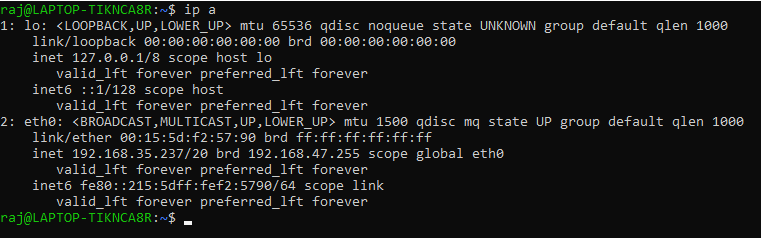 raj@LAPTOP-TIKNCA8R:~$ ip a
1: lo: <LOOPBACK,UP,LOWER_UP> mtu 65536 qdisc noqueue state UNKNOWN group default qlen 1000
    link/loopback 00:00:00:00:00:00 brd 00:00:00:00:00:00
    inet 127.0.0.1/8 scope host lo
       valid_lft forever preferred_lft forever
    inet6 ::1/128 scope host
       valid_lft forever preferred_lft forever
2: eth0: <BROADCAST,MULTICAST,UP,LOWER_UP> mtu 1500 qdisc mq state UP group default qlen 1000
    link/ether 00:15:5d:f2:57:90 brd ff:ff:ff:ff:ff:ff
    inet 192.168.35.237/20 brd 192.168.47.255 scope global eth0
       valid_lft forever preferred_lft forever
    inet6 fe80::215:5dff:fef2:5790/64 scope link
       valid_lft forever preferred_lft forever
raj@LAPTOP-TIKNCA8R:~$